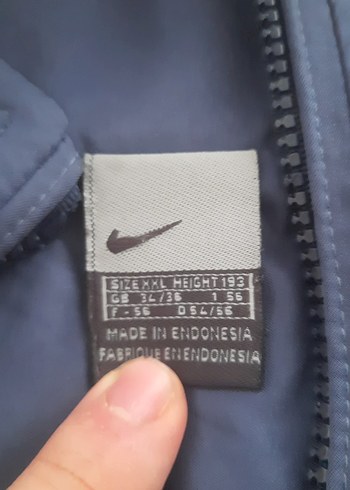 SIZE XXL HEIGHT 193
GB 34/36 I 56
F - 56 D 54/56
MADE IN ENDONESIA
FABRIQUE EN ENDONESIA